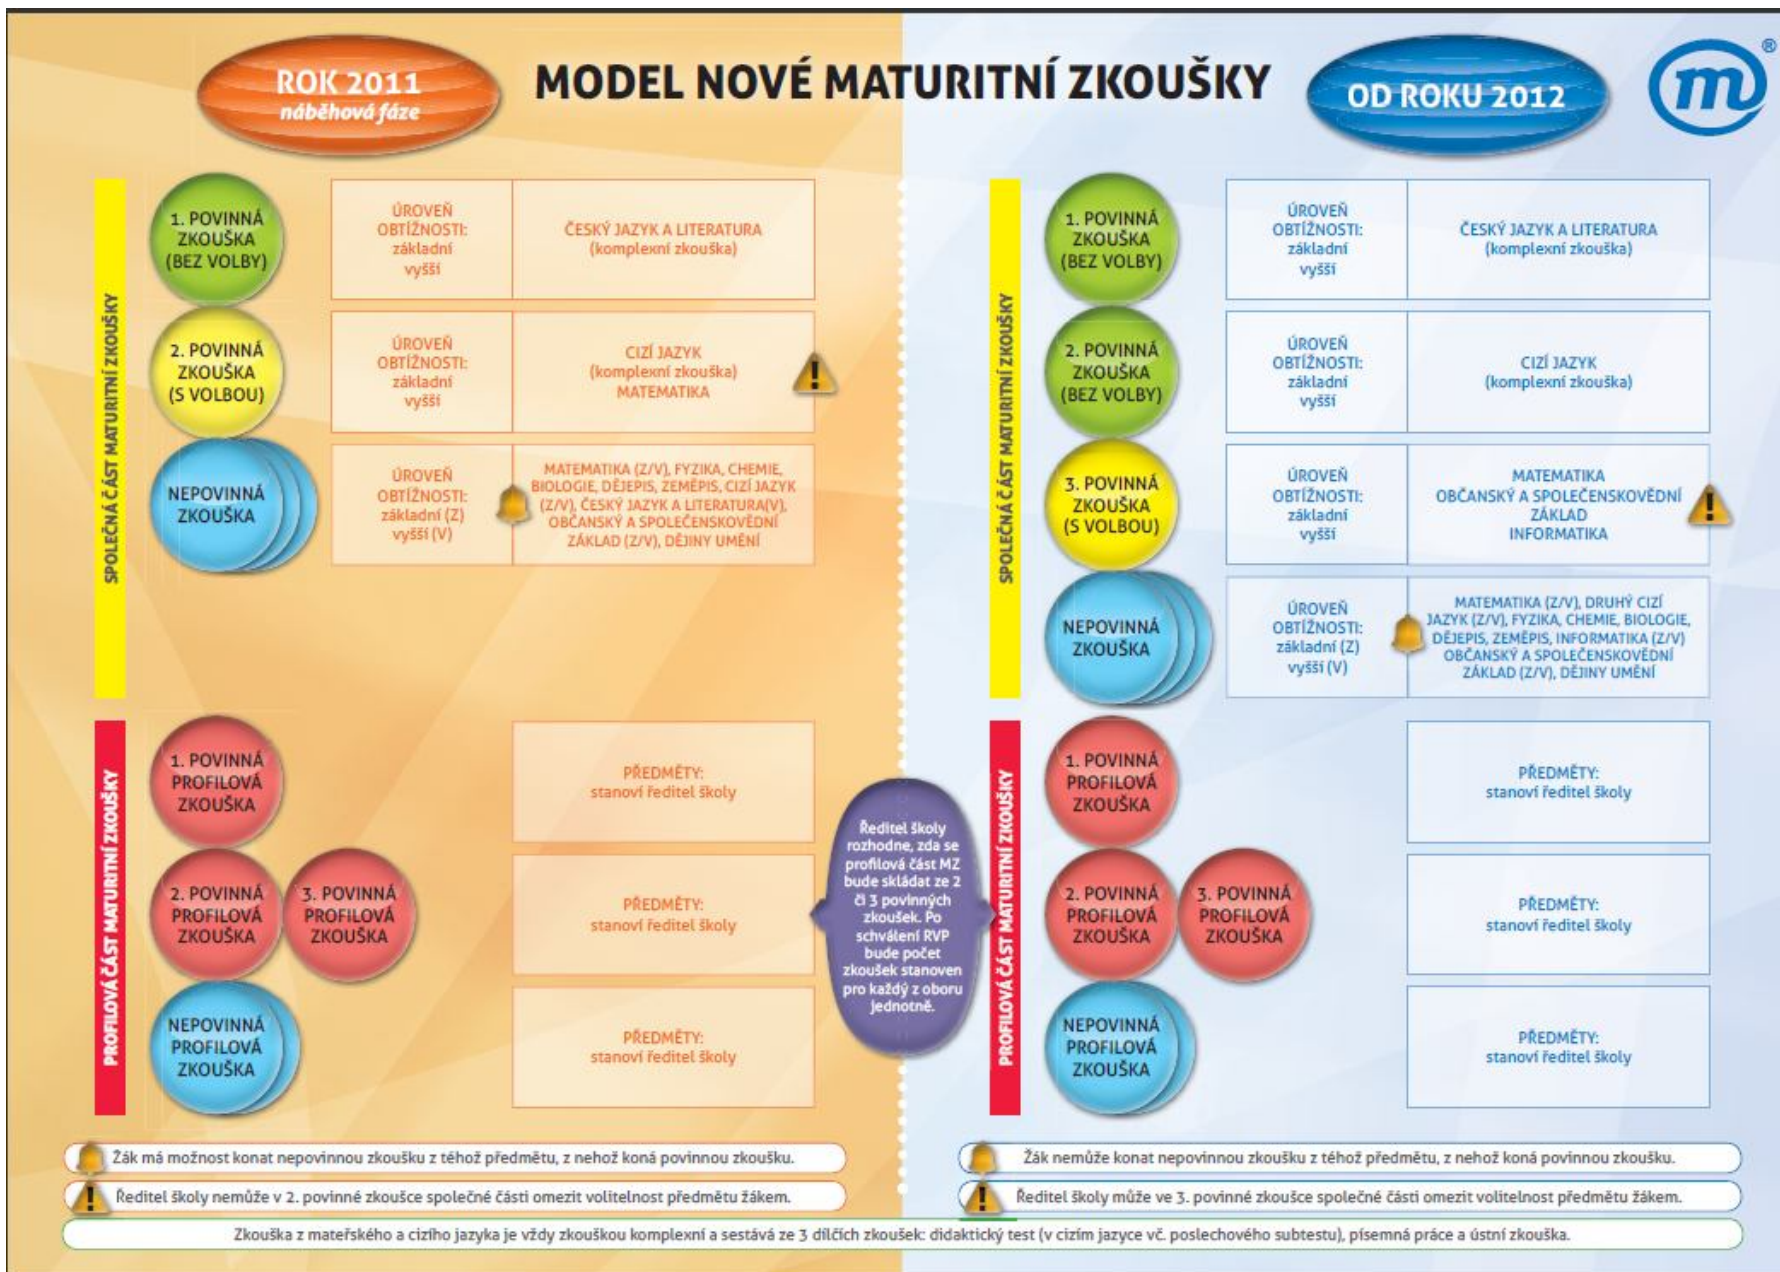 ROK 2011
náběhová fáze
MODEL NOVÉ MATURITNÍ ZKOUŠKY
OD ROKU 2012
m®
SPOLEČNÁ ČÁST MATURITNÍ ZKOUŠKY
1. POVINNÁ
ZKOUŠKA
(BEZ VOLBY)
ÚROVEŇ
OBTÍŽNOSTI:
základní
vyšší
ČESKÝ JAZYK A LITERATURA
(komplexní zkouška)
2. POVINNÁ
ZKOUŠKA
(S VOLBOU)
ÚROVEŇ
OBTÍŽNOSTI:
základní
vyšší
CIZÍ JAZYK
(komplexní zkouška)
MATEMATIKA
!
NEPOVINNÁ
ZKOUŠKA
ÚROVEŇ
OBTÍŽNOSTI:
základní (Z)
vyšší (V)
MATEMATIKA (Z/V), FYZIKA, CHEMIE,
BIOLOGIE, DĚJEPIS, ZEMĚPIS, CIZÍ JAZYK
(Z/V), ČESKÝ JAZYK A LITERATURA(V),
OBČANSKÝ A SPOLEČENSKOVĚDNÍ
ZÁKLAD (Z/V), DĚJINY UMĚNÍ
PROFILOVÁ ČÁST MATURITNÍ ZKOUŠKY
1. POVINNÁ
PROFILOVÁ
ZKOUŠKA
PŘEDMĚTY:
stanoví ředitel školy
2. POVINNÁ
PROFILOVÁ
ZKOUŠKA
3. POVINNÁ
PROFILOVÁ
ZKOUŠKA
PŘEDMĚTY:
stanoví ředitel školy
NEPOVINNÁ
PROFILOVÁ
ZKOUŠKA
PŘEDMĚTY:
stanoví ředitel školy
Ředitel školy
rozhodne, zda se
profilová část MZ
bude skládat ze 2
či 3 povinných
zkoušek. Po
schválení RVP
bude počet
zkoušek stanoven
pro každý z oboru
jednotně.
SPOLEČNÁ ČÁST MATURITNÍ ZKOUŠKY
1. POVINNÁ
ZKOUŠKA
(BEZ VOLBY)
ÚROVEŇ
OBTÍŽNOSTI:
základní
vyšší
ČESKÝ JAZYK A LITERATURA
(komplexní zkouška)
2. POVINNÁ
ZKOUŠKA
(BEZ VOLBY)
ÚROVEŇ
OBTÍŽNOSTI:
základní
vyšší
CIZÍ JAZYK
(komplexní zkouška)
3. POVINNÁ
ZKOUŠKA
(S VOLBOU)
ÚROVEŇ
OBTÍŽNOSTI:
základní
vyšší
MATEMATIKA
OBČANSKÝ A SPOLEČENSKOVĚDNÍ
ZÁKLAD
INFORMATIKA
!
NEPOVINNÁ
ZKOUŠKA
ÚROVEŇ
OBTÍŽNOSTI:
základní (Z)
vyšší (V)
MATEMATIKA (Z/V), DRUHÝ CIZÍ
JAZYK (Z/V), FYZIKA, CHEMIE, BIOLOGIE,
DĚJEPIS, ZEMĚPIS, INFORMATIKA (Z/V)
OBČANSKÝ A SPOLEČENSKOVĚDNÍ
ZÁKLAD (Z/V), DĚJINY UMĚNÍ
PROFILOVÁ ČÁST MATURITNÍ ZKOUŠKY
1. POVINNÁ
PROFILOVÁ
ZKOUŠKA
PŘEDMĚTY:
stanoví ředitel školy
2. POVINNÁ
PROFILOVÁ
ZKOUŠKA
3. POVINNÁ
PROFILOVÁ
ZKOUŠKA
PŘEDMĚTY:
stanoví ředitel školy
NEPOVINNÁ
PROFILOVÁ
ZKOUŠKA
PŘEDMĚTY:
stanoví ředitel školy
Žák má možnost konat nepovinnou zkoušku z téhož předmětu, z nehož koná povinnou zkoušku.
! Ředitel školy nemůže v 2. povinné zkoušce společné části omezit volitelnost předmětu žákem.
Žák nemůže konat nepovinnou zkoušku z téhož předmětu, z nehož koná povinnou zkoušku.
! Ředitel školy může ve 3. povinné zkoušce společné části omezit volitelnost předmětu žákem.
Zkouška z mateřského a cizího jazyka je vždy zkouškou komplexní a sestává ze 3 dílčích zkoušek: didaktický test (v cizím jazyce vč. poslechového subtestu), písemná práce a ústní zkouška.